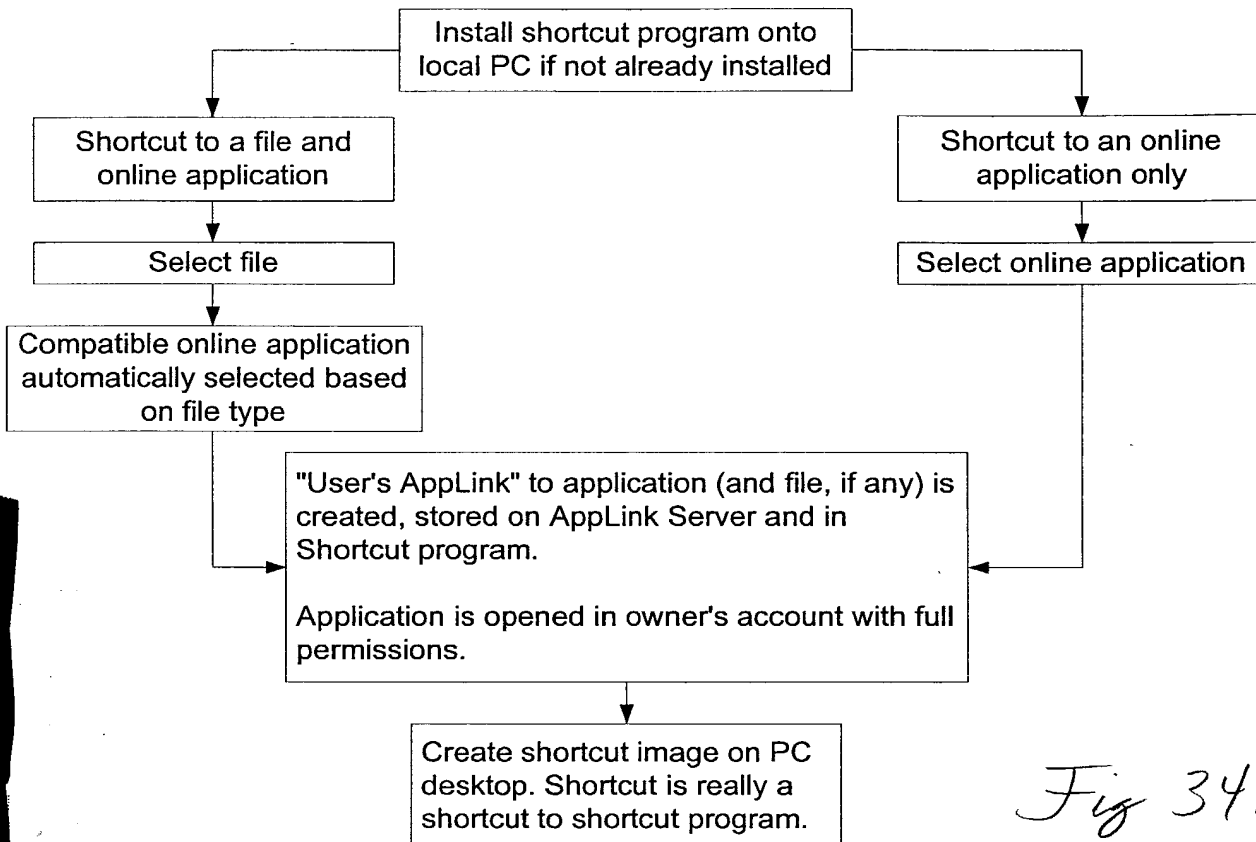 Install shortcut program onto
local PC if not already installed
Shortcut to a file and
online application
Shortcut to an online
application only
Select file
Select online application
Compatible online application
automatically selected based
on file type
"User's AppLink" to application (and file, if any) is
created, stored on AppLink Server and in
Shortcut program.
Application is opened in owner's account with full
permissions.
Create shortcut image on PC
desktop. Shortcut is really a
shortcut to shortcut program.
Fig 34.